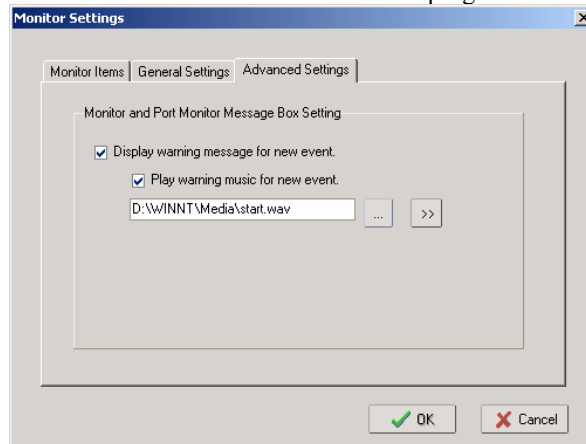 Monitor Settings
Monitor Items General Settings Advanced Settings
Monitor and Port Monitor Message Box Setting
Display warning message for new event.
Play warning music for new event.
D:\WINNT\Media\start.wav ... >>
OK Cancel